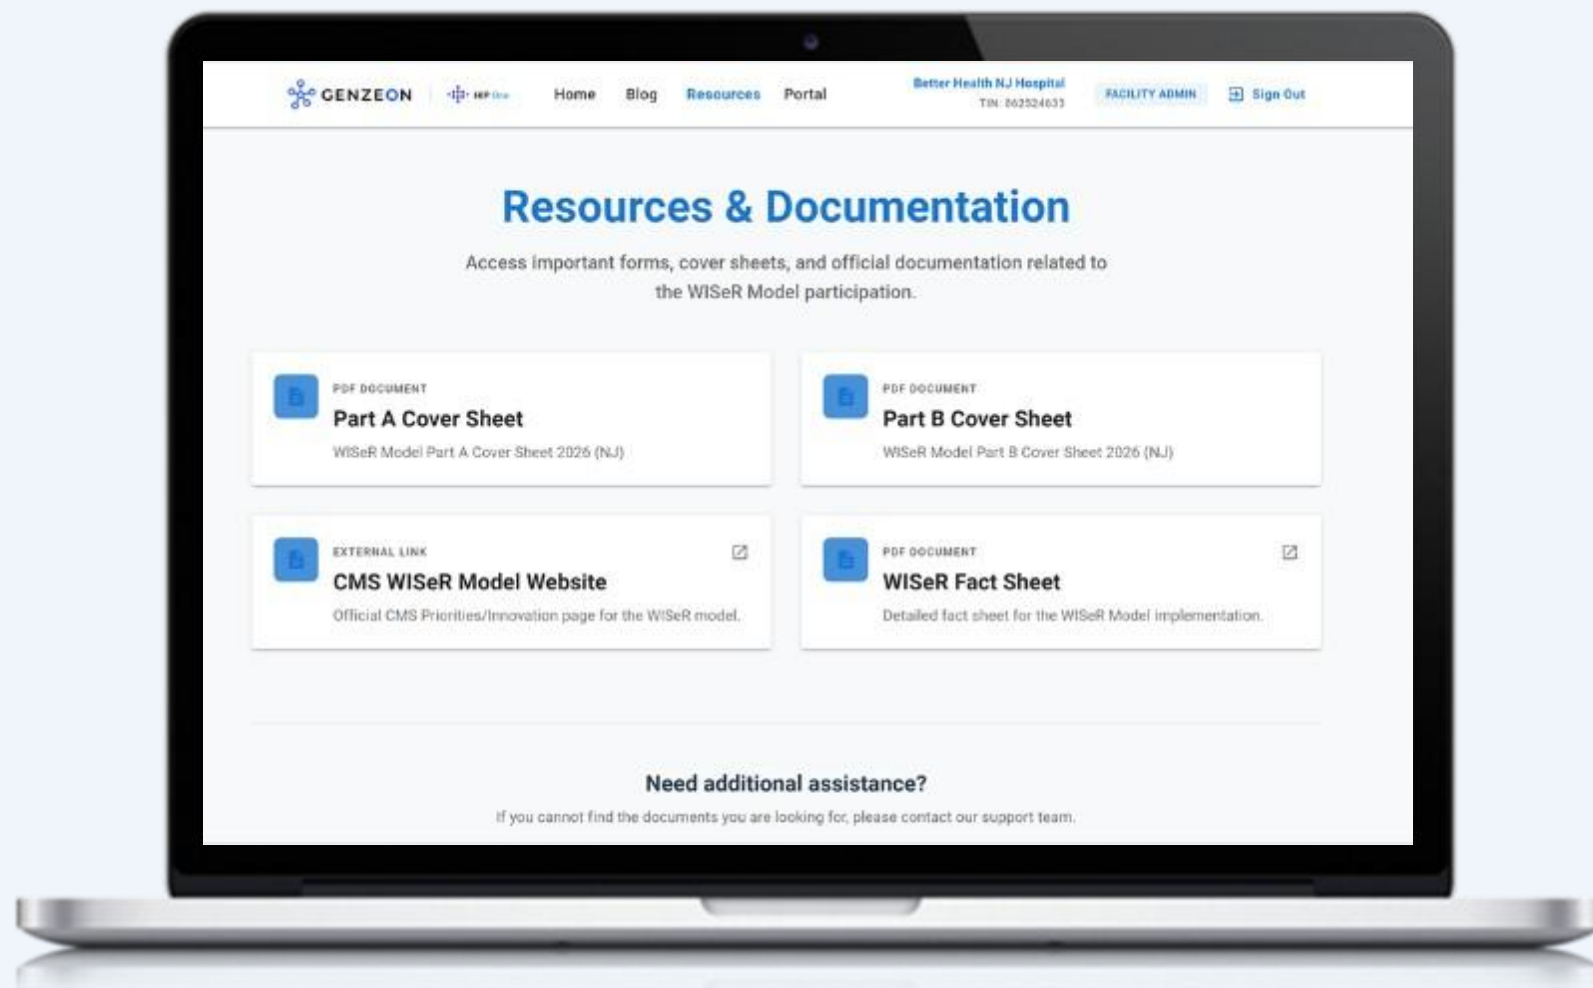 GENZEON
HIP One
Home
Blog
Resources
Portal
Better Health NJ Hospital
TIN: 862524633
FACILITY ADMIN
Sign Out
Resources & Documentation
Access important forms, cover sheets, and official documentation related to
the WISeR Model participation.
PDF DOCUMENT
Part A Cover Sheet
WISeR Model Part A Cover Sheet 2026 (NJ)
PDF DOCUMENT
Part B Cover Sheet
WISeR Model Part B Cover Sheet 2026 (NJ)
EXTERNAL LINK
CMS WISeR Model Website
Official CMS Priorities/Innovation page for the WISeR model.
PDF DOCUMENT
WISeR Fact Sheet
Detailed fact sheet for the WISeR Model implementation.
Need additional assistance?
If you cannot find the documents you are looking for, please contact our support team.